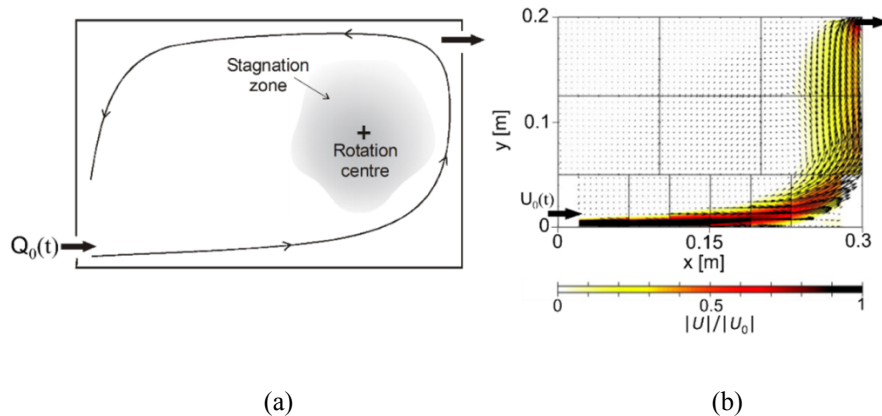 (a)
Stagnation
zone
+
Rotation
centre
Q₀(t)
(b)
0.2
y [m]
0.1
U₀(t)
0
0 0.15 0.3
x [m]
0 0.5 1
|U|/|U₀|
(a) (b)